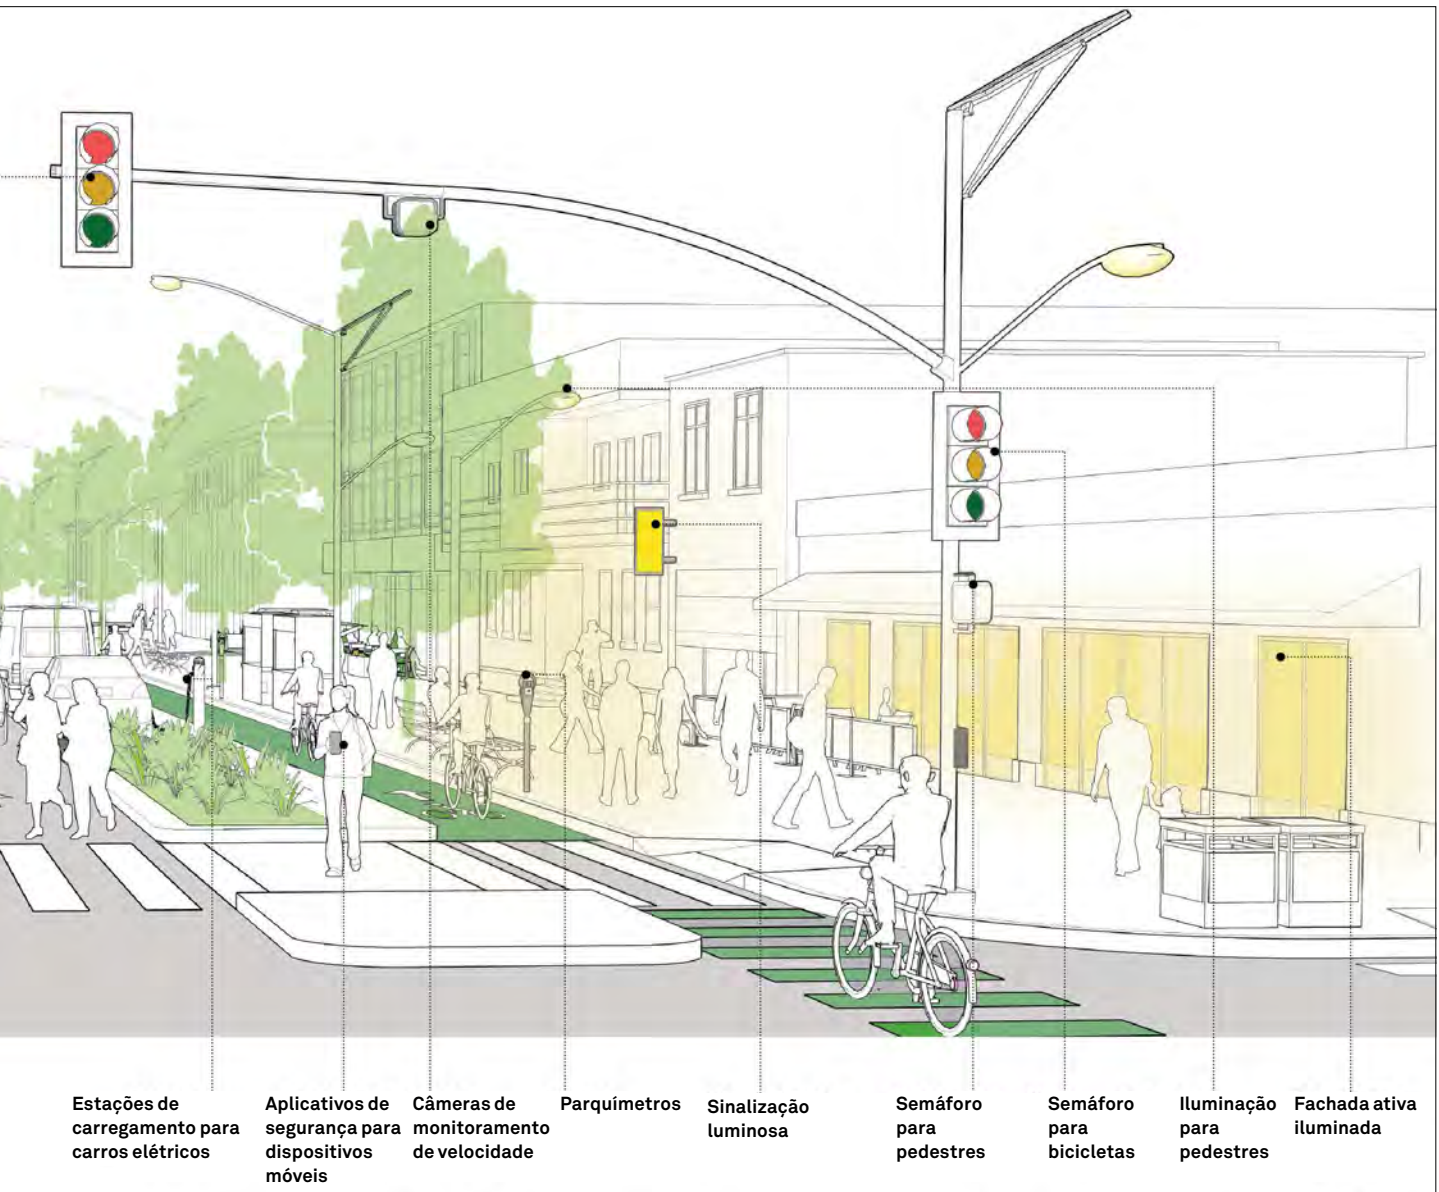 Estações de
carregamento para
carros elétricos
Aplicativos de
segurança para
dispositivos
móveis
Câmeras de
monitoramento
de velocidade
Parquímetros
Sinalização
luminosa
Semáforo
para
pedestres
Semáforo
para
bicicletas
Iluminação
para
pedestres
Fachada ativa
iluminada